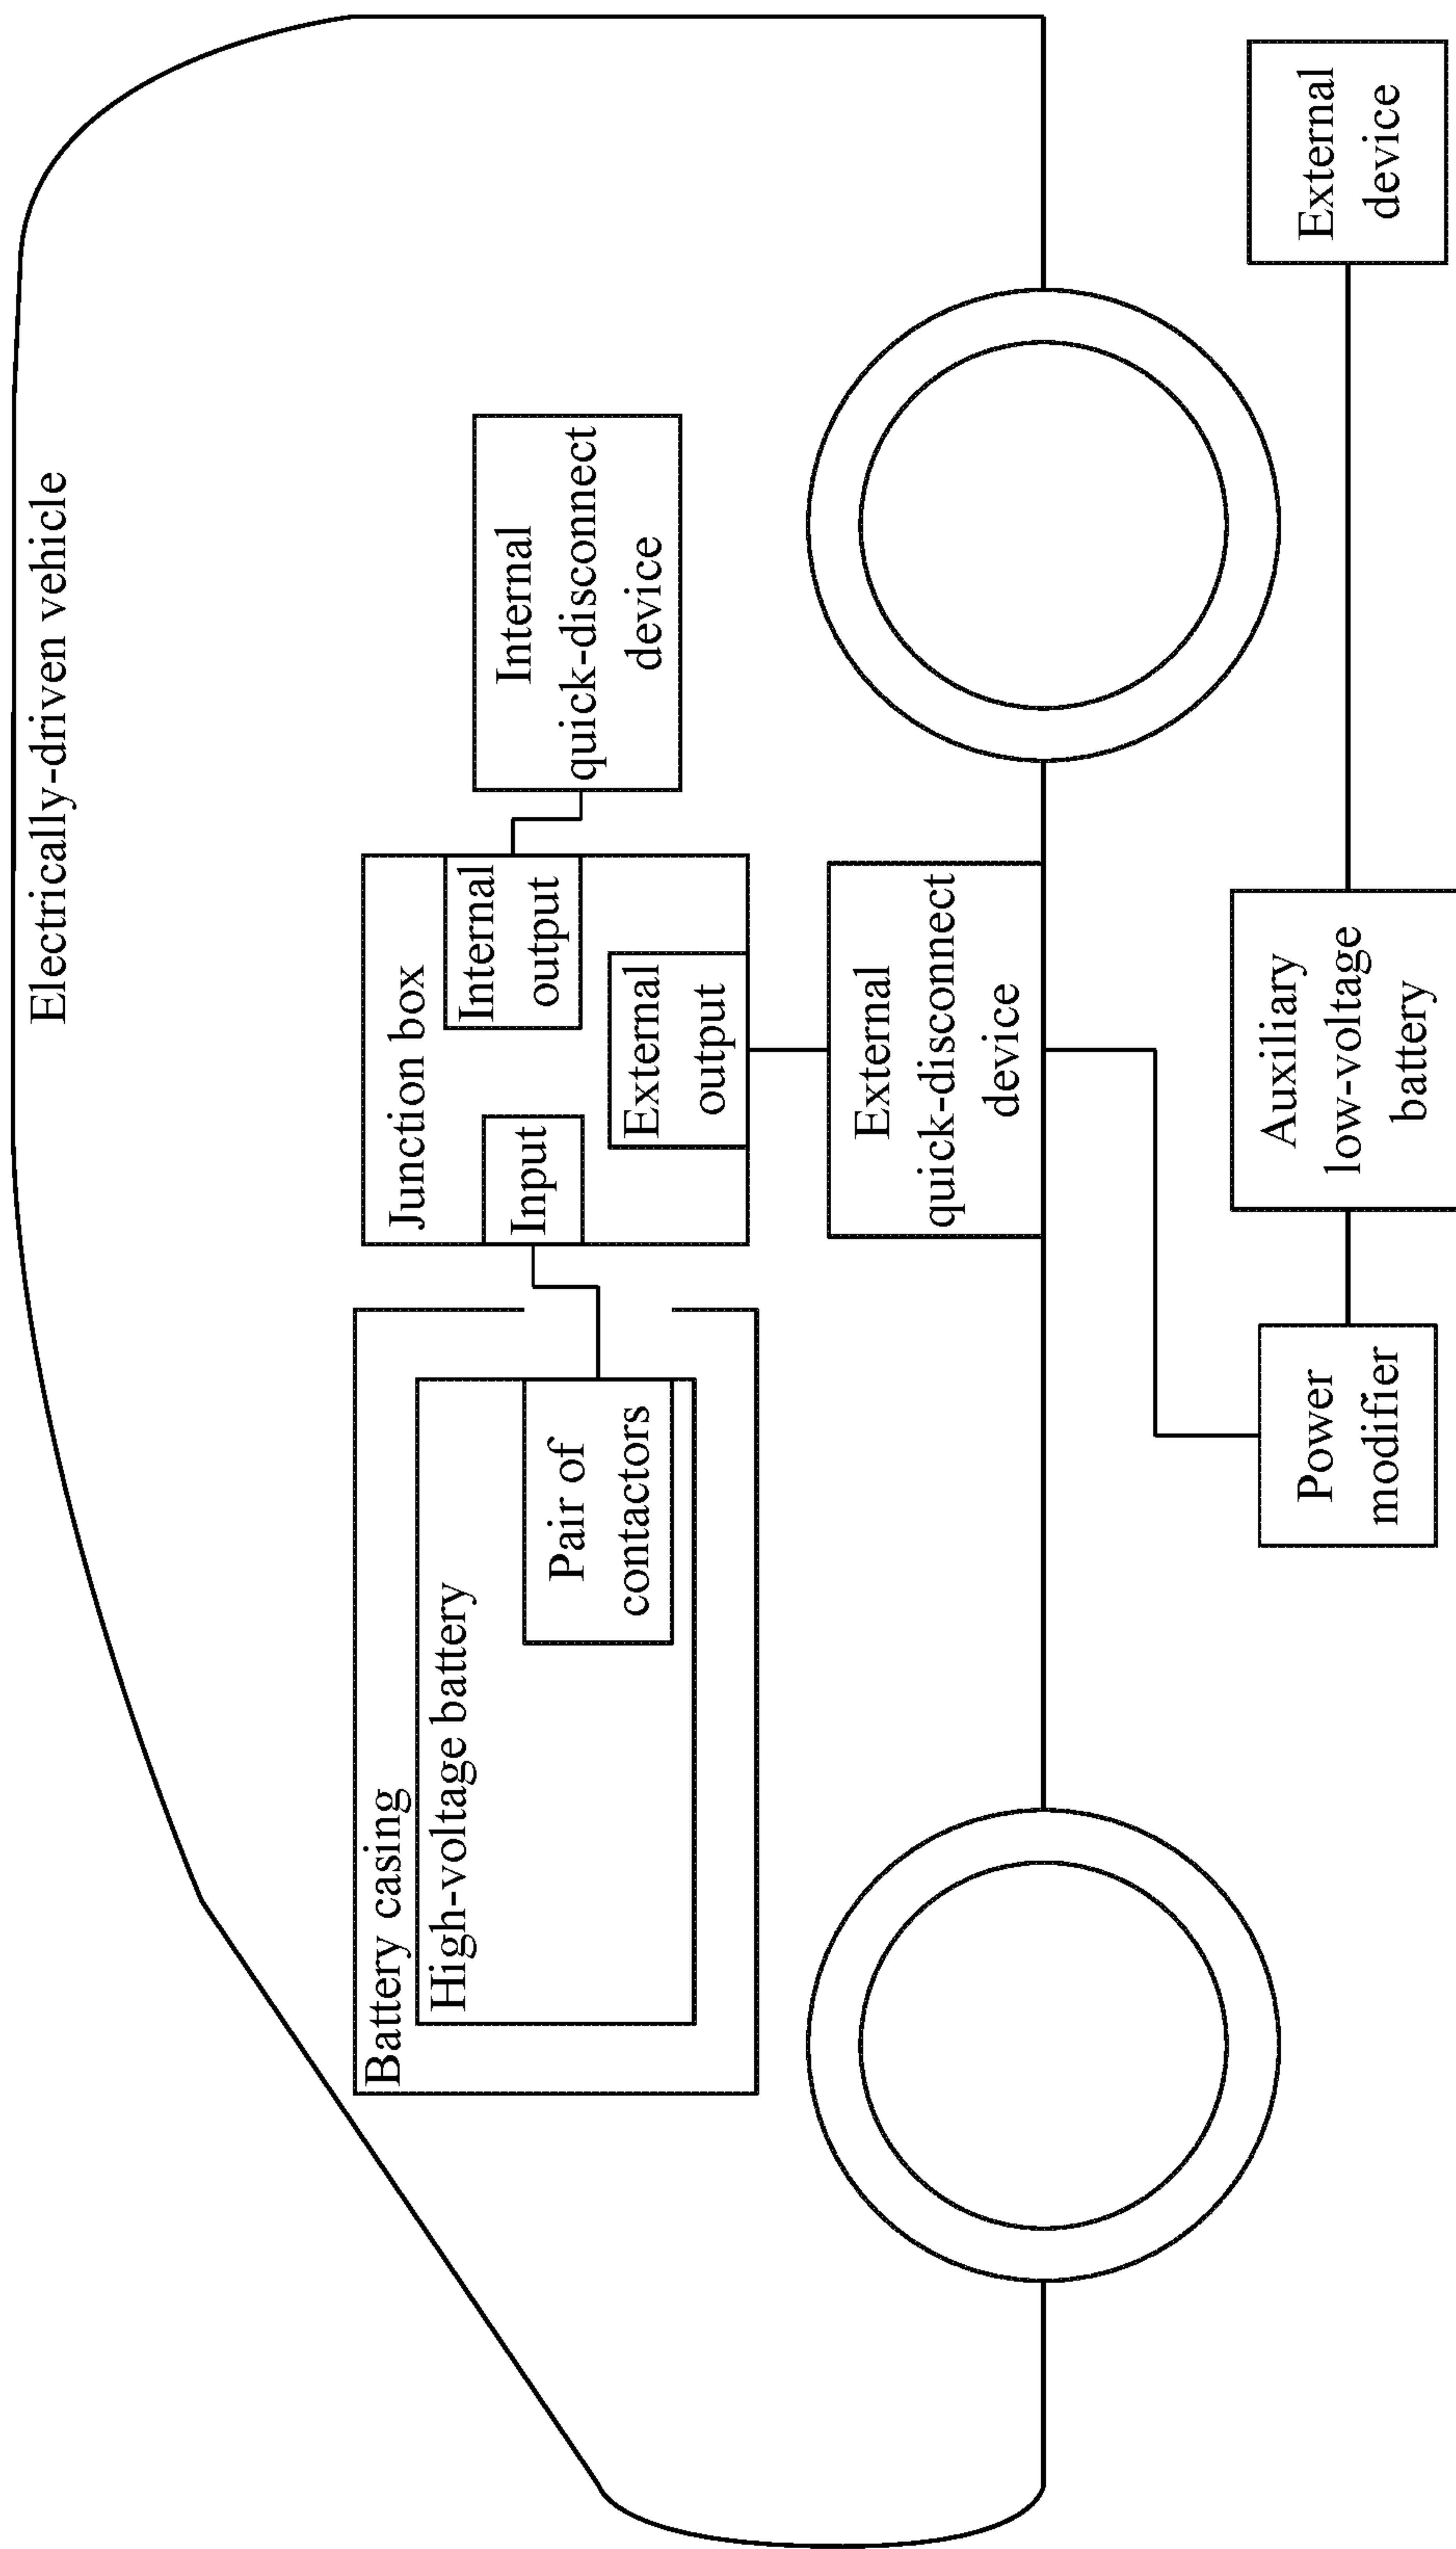 Electrically-driven vehicle
Battery casing
High-voltage battery
Pair of
contactors
Junction box
Input
Internal
output
External
output
Internal
quick-disconnect
device
External
quick-disconnect
device
Power
modifier
Auxiliary
low-voltage
battery
External
device